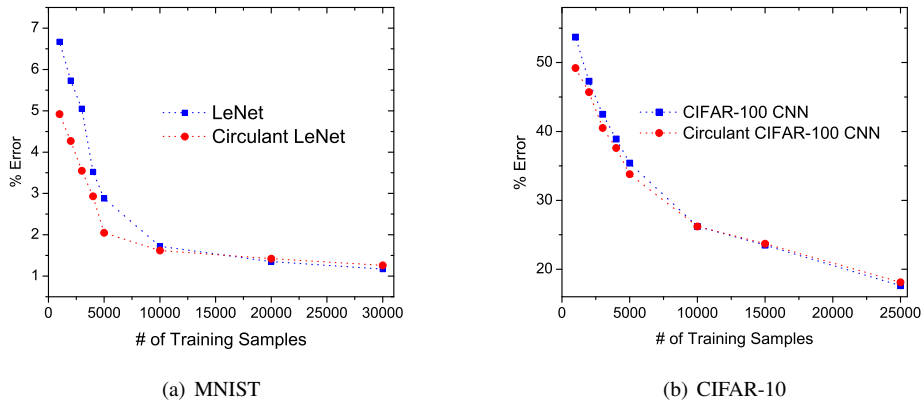 7
6
5
4
3
2
1
% Error
LeNet
Circulant LeNet
0 5000 10000 15000 20000 25000 30000
# of Training Samples
(a) MNIST
50
40
30
20
% Error
CIFAR-100 CNN
Circulant CIFAR-100 CNN
0 5000 10000 15000 20000 25000
# of Training Samples
(b) CIFAR-10